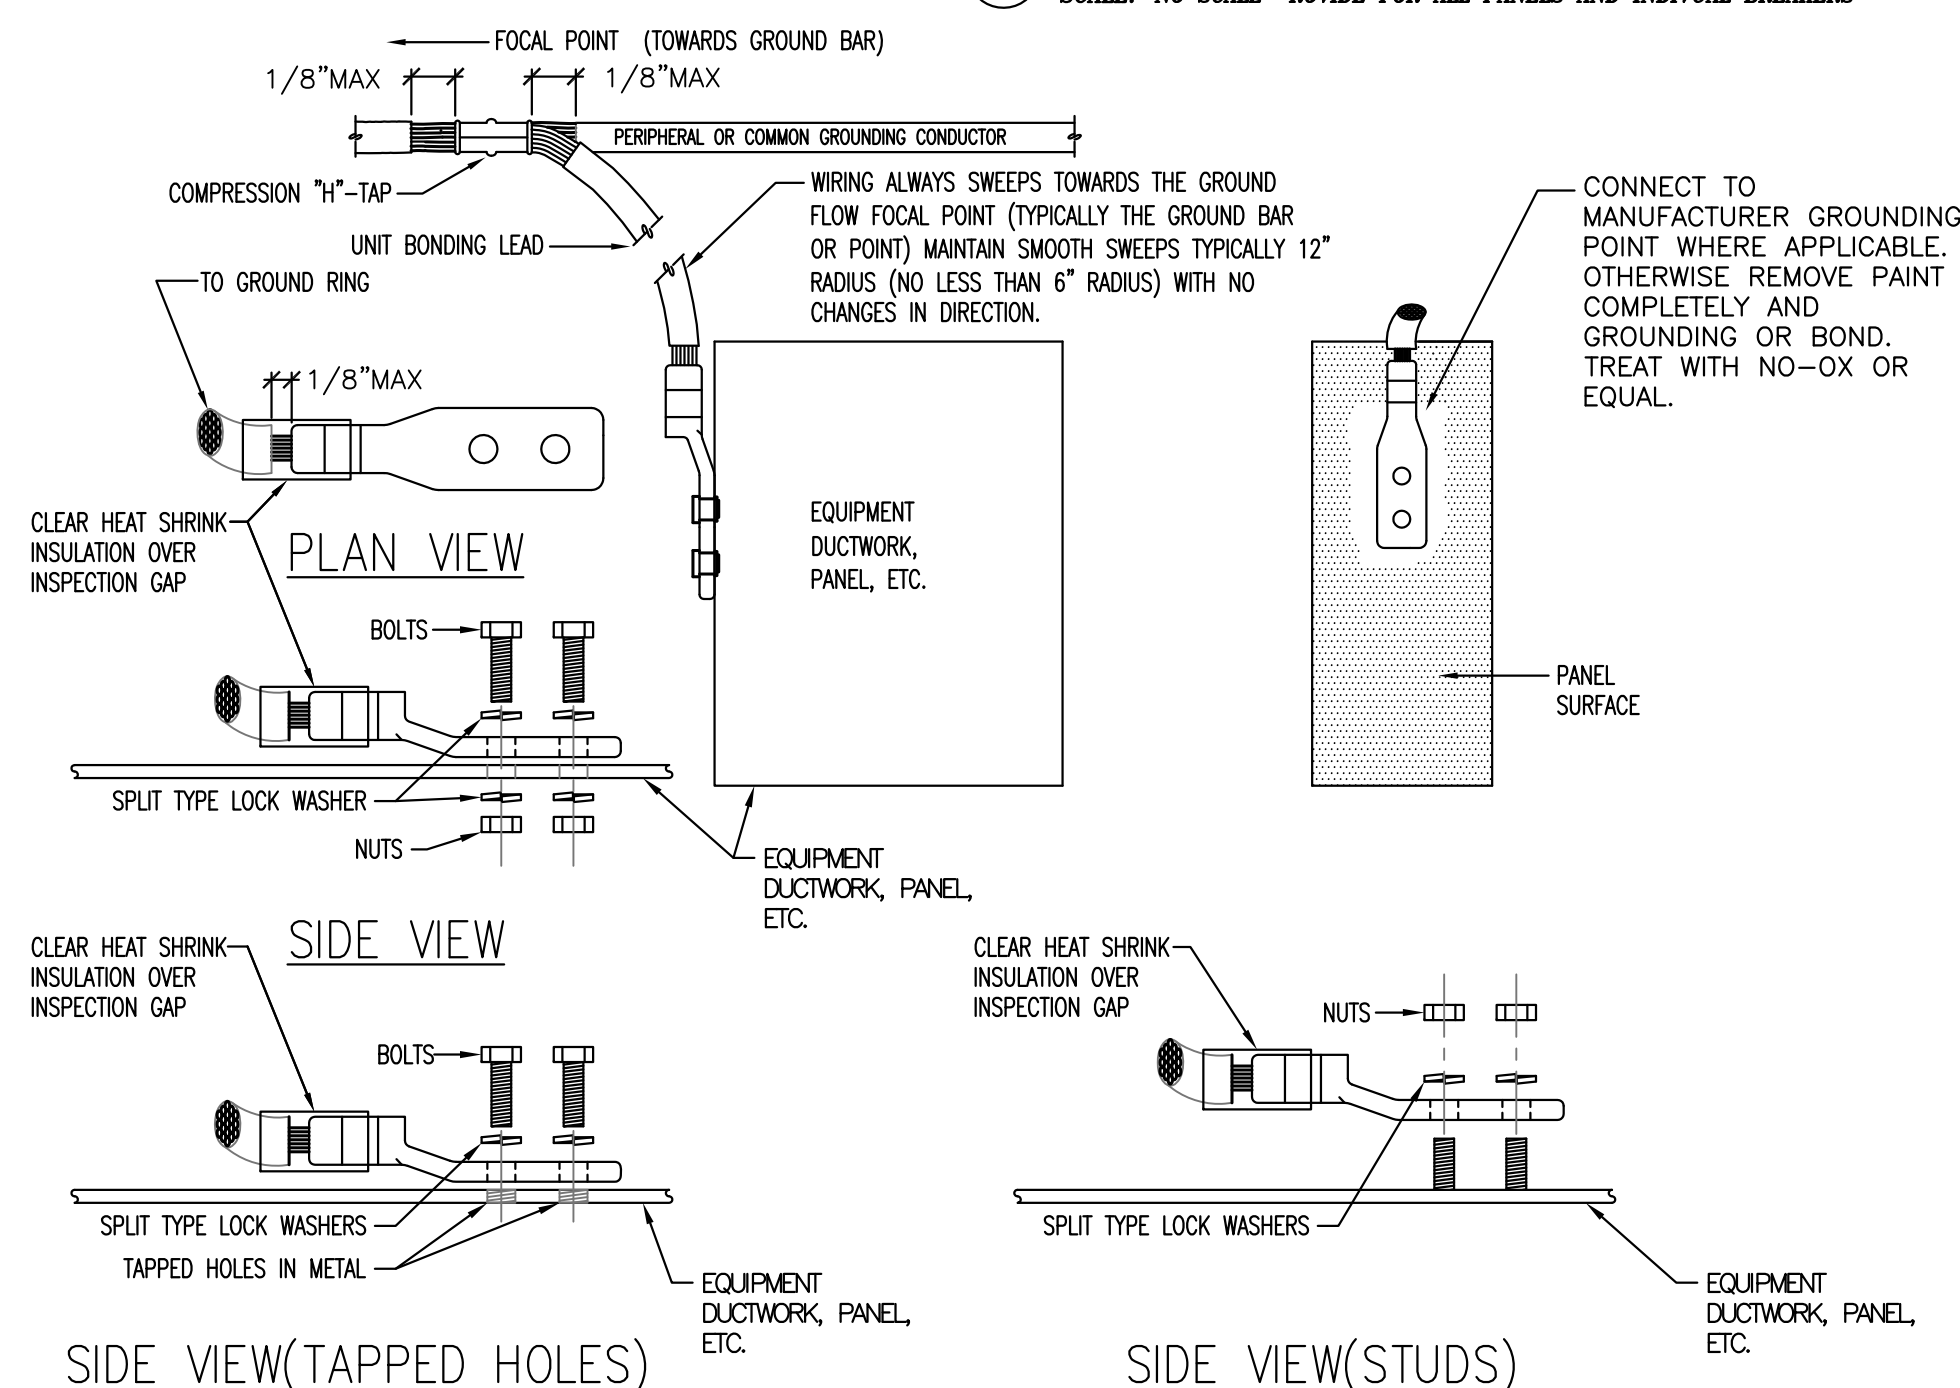 FOCAL POINT (TOWARDS GROUND BAR)
1/8"MAX
1/8"MAX
PERIPHERAL OR COMMON GROUNDING CONDUCTOR
COMPRESSION "H"-TAP
UNIT BONDING LEAD
WIRING ALWAYS SWEEPS TOWARDS THE GROUND
FLOW FOCAL POINT (TYPICALLY THE GROUND BAR
OR POINT) MAINTAIN SMOOTH SWEEPS TYPICALLY 12"
RADIUS (NO LESS THAN 6" RADIUS) WITH NO
CHANGES IN DIRECTION.
CONNECT TO
MANUFACTURER GROUNDING
POINT WHERE APPLICABLE.
OTHERWISE REMOVE PAINT
COMPLETELY AND
GROUNDING OR BOND.
TREAT WITH NO-OX OR
EQUAL.
TO GROUND RING
1/8"MAX
CLEAR HEAT SHRINK
INSULATION OVER
INSPECTION GAP
PLAN VIEW
EQUIPMENT
DUCTWORK,
PANEL, ETC.
BOLTS
PANEL
SURFACE
SPLIT TYPE LOCK WASHER
NUTS
EQUIPMENT
DUCTWORK, PANEL,
ETC.
SIDE VIEW
CLEAR HEAT SHRINK
INSULATION OVER
INSPECTION GAP
BOLTS
SPLIT TYPE LOCK WASHERS
TAPPED HOLES IN METAL
EQUIPMENT
DUCTWORK, PANEL,
ETC.
SIDE VIEW(TAPPED HOLES)
CLEAR HEAT SHRINK
INSULATION OVER
INSPECTION GAP
NUTS
SPLIT TYPE LOCK WASHERS
EQUIPMENT
DUCTWORK, PANEL,
ETC.
SIDE VIEW(STUDS)